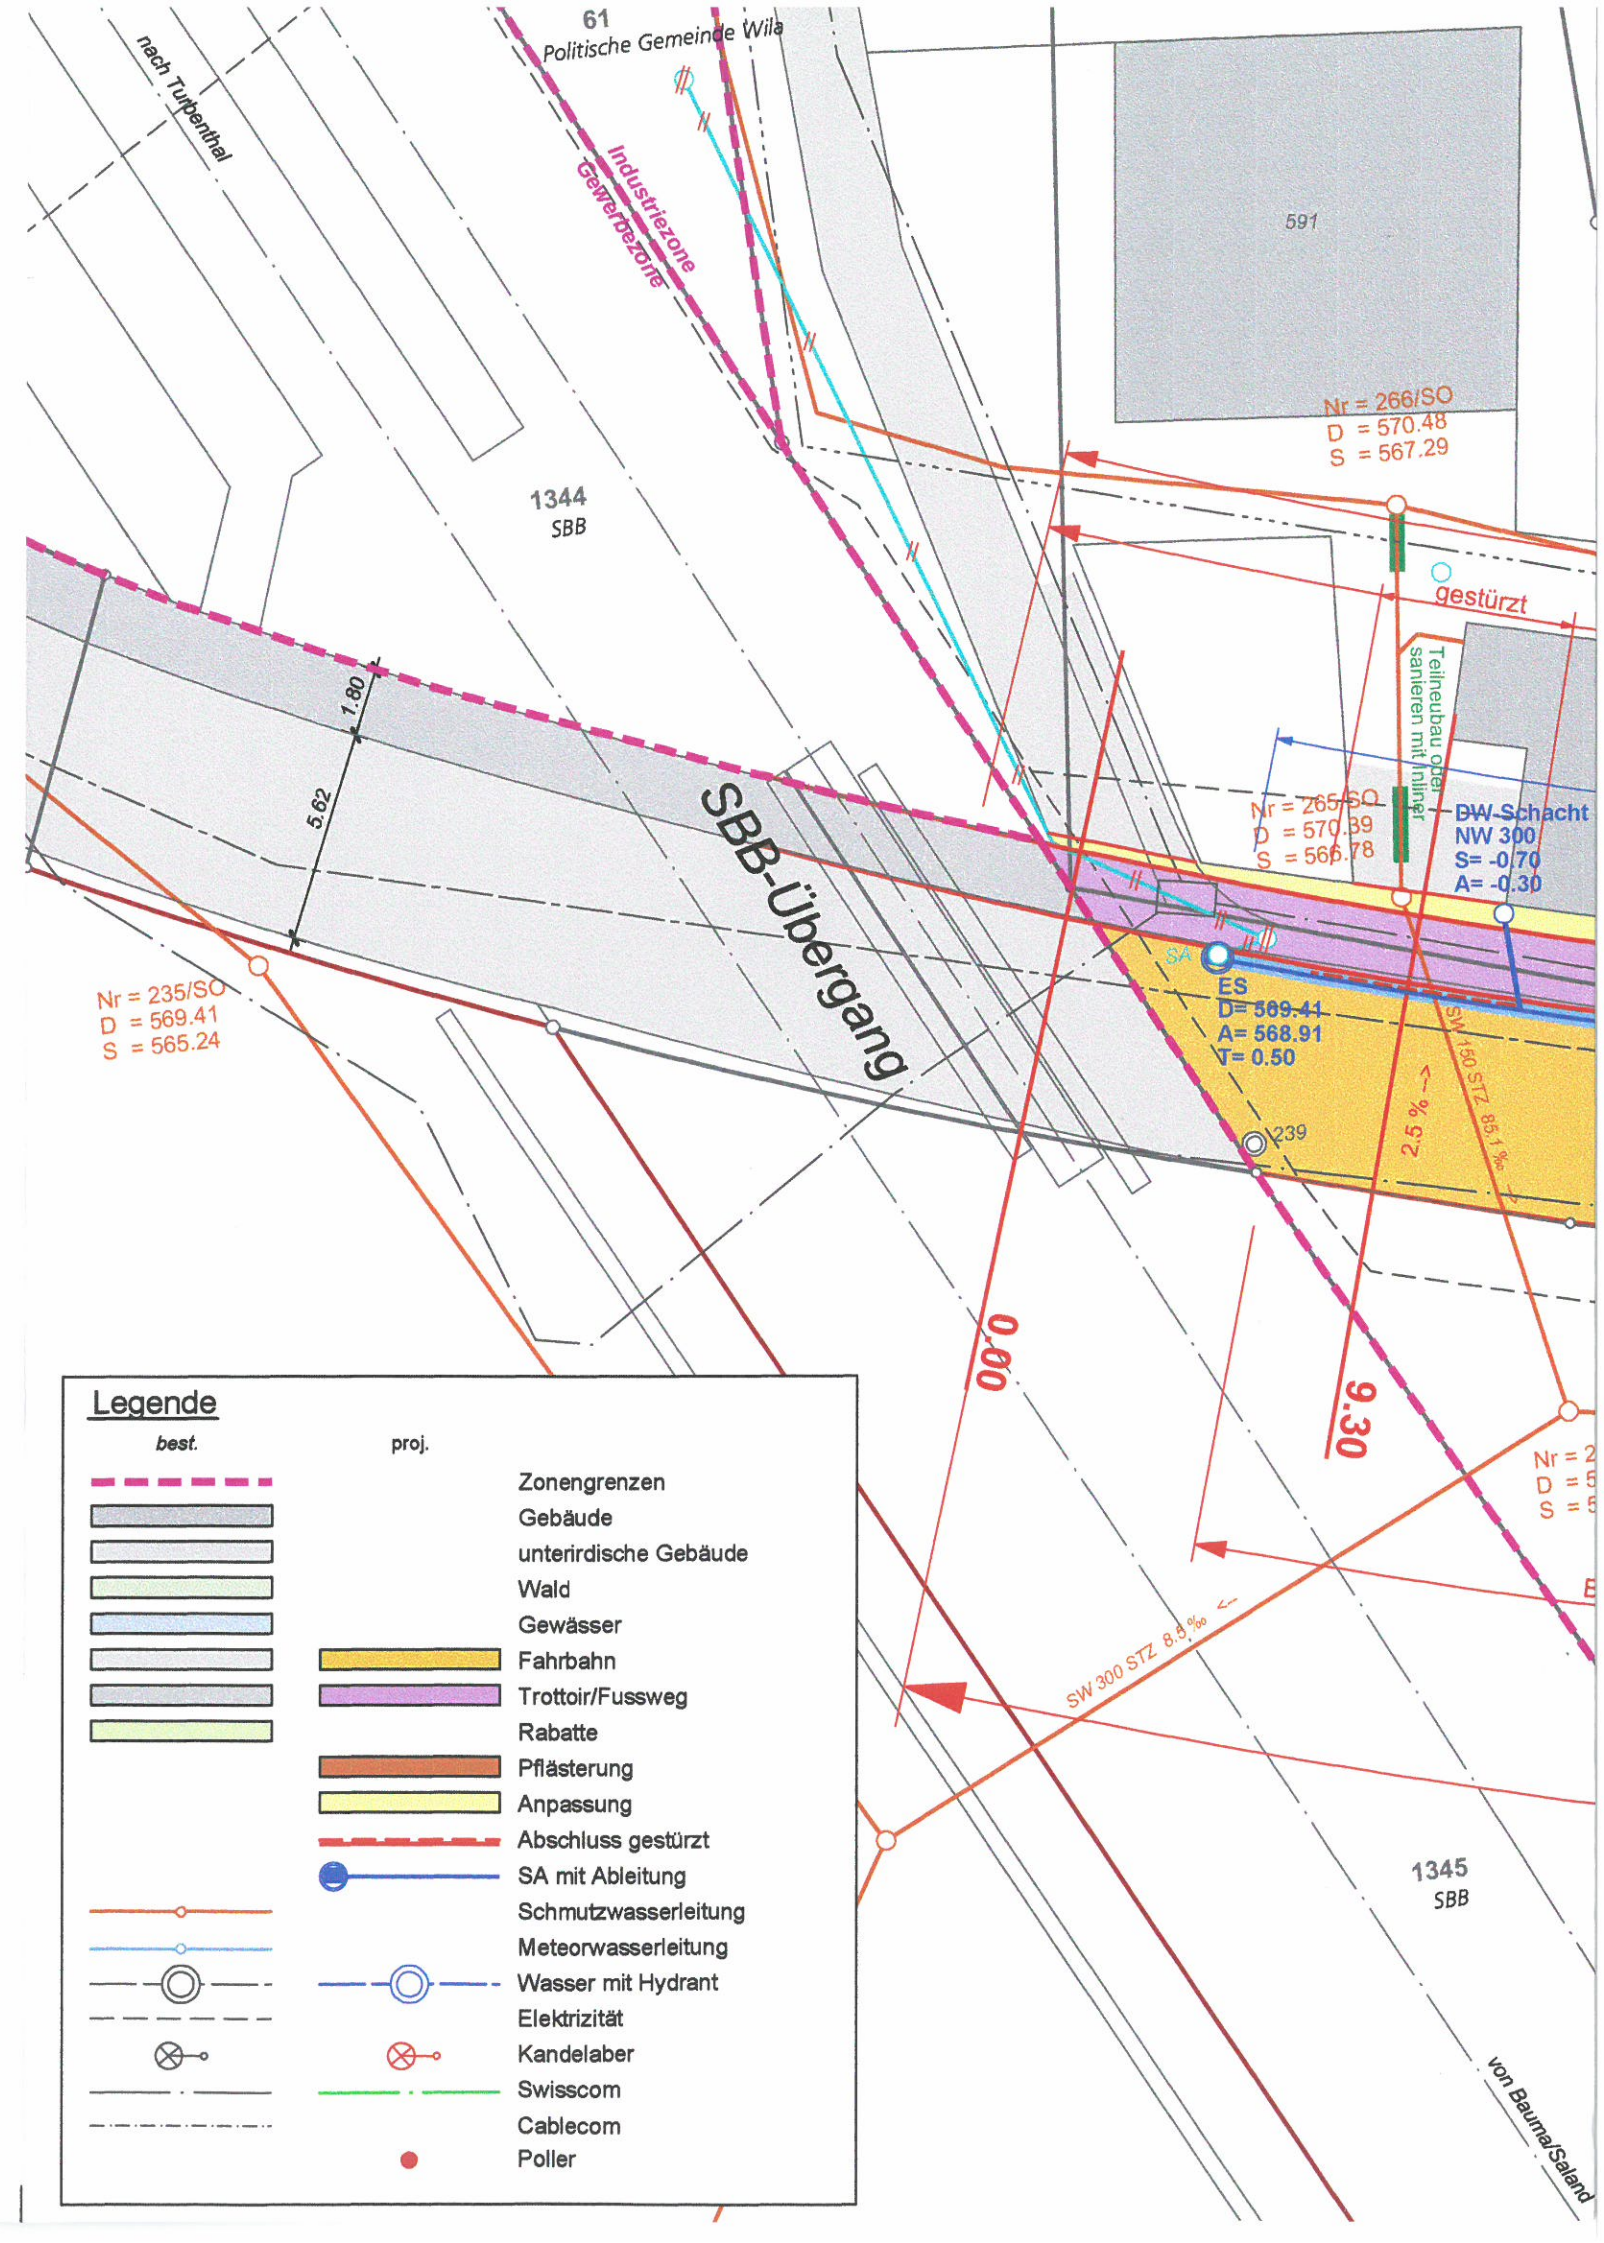 61
Politische Gemeinde Wila
nach Turbenthal
Industriezone
Gewerbezone
591
Nr = 266/SO
D = 570.48
S = 567.29
1344
SBB
gestürzt
Teilneubau oder
sanieren mit Inliner
1.80
5.62
SBB-Übergang
Nr = 265/SO
D = 570.39
S = 566.78
DW-Schacht
NW 300
S= -0.70
A= -0.30
SA
ES
D= 569.41
A= 568.91
T= 0.50
Nr = 235/SO
D = 569.41
S = 565.24
SW 150 STZ 85.1 ‰ -->
2.5 % -->
239
0.00
9.30
Nr = 2
D = 5
S = 5
SW 300 STZ 8.5 ‰ <--
1345
SBB
von Bauma/Saland
Legende
best. proj.
Zonengrenzen
Gebäude
unterirdische Gebäude
Wald
Gewässer
Fahrbahn
Trottoir/Fussweg
Rabatte
Pflästerung
Anpassung
Abschluss gestürzt
SA mit Ableitung
Schmutzwasserleitung
Meteorwasserleitung
Wasser mit Hydrant
Elektrizität
Kandelaber
Swisscom
Cablecom
Poller